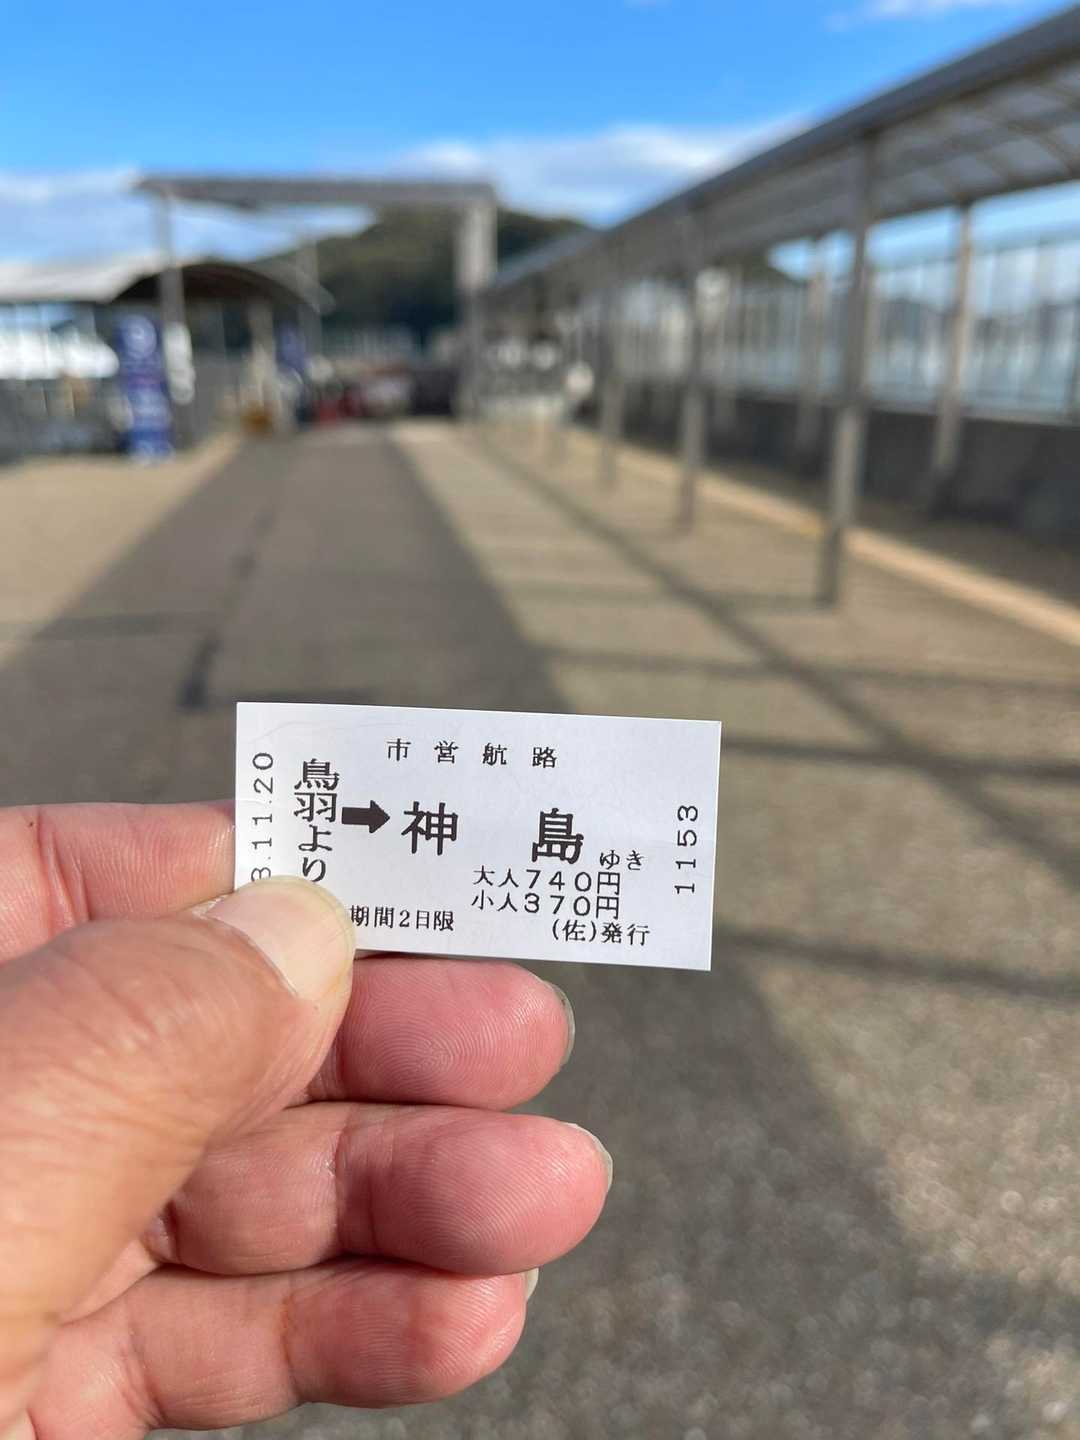 市営航路
鳥羽より➡神島ゆき
大人740円
小人370円
期間2日限
(佐)発行
3.11.20
1153